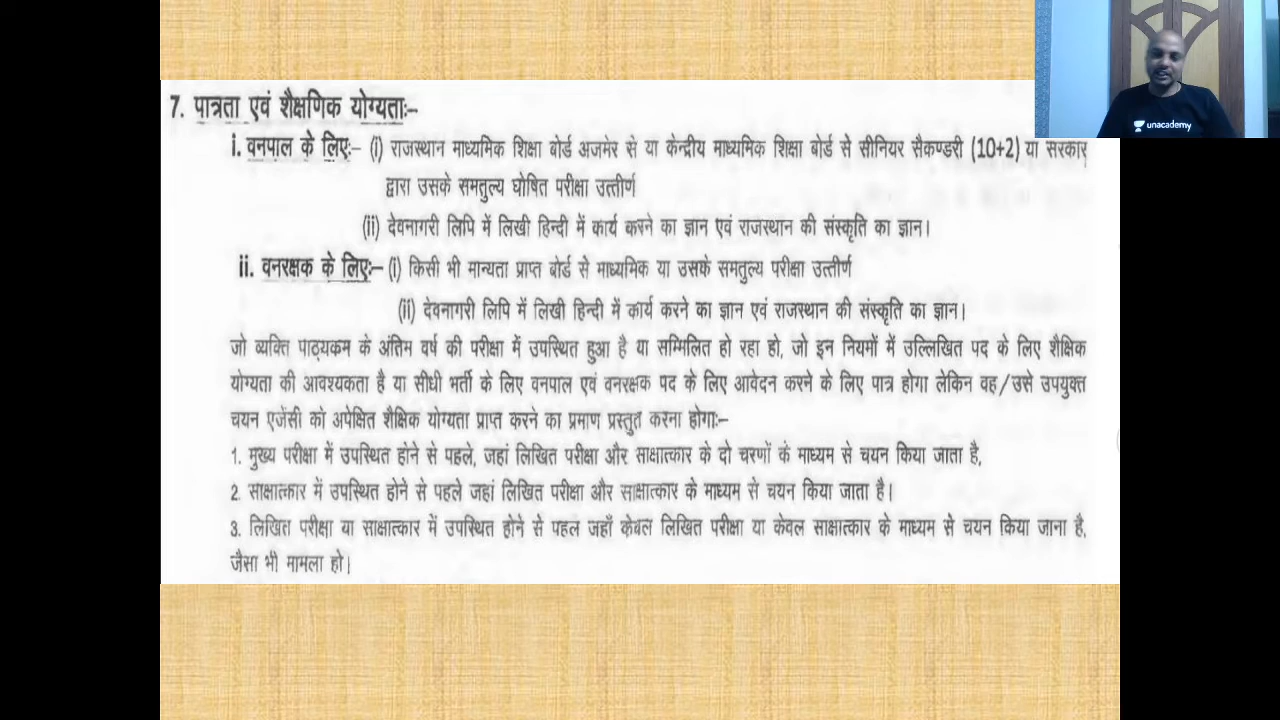 7. पात्रता एवं शैक्षणिक योग्यताः–
i. वनपाल के लिएः– (i) राजस्थान माध्यमिक शिक्षा बोर्ड अजमेर से या केन्द्रीय माध्यमिक शिक्षा बोर्ड से सीनियर सैकण्डरी (10+2) या सरकार
द्वारा उसके समतुल्य घोषित परीक्षा उत्तीर्ण
(ii) देवनागरी लिपि में लिखी हिन्दी में कार्य करने का ज्ञान एवं राजस्थान की संस्कृति का ज्ञान।
ii. वनरक्षक के लिएः– (i) किसी भी मान्यता प्राप्त बोर्ड से माध्यमिक या उसके समतुल्य परीक्षा उत्तीर्ण
(ii) देवनागरी लिपि में लिखी हिन्दी में कार्य करने का ज्ञान एवं राजस्थान की संस्कृति का ज्ञान।
जो व्यक्ति पाठ्यकम के अंतिम वर्ष की परीक्षा में उपस्थित हुआ है या सम्मिलित हो रहा हो, जो इन नियमों में उल्लिखित पद के लिए शैक्षिक
योग्यता की आवश्यकता है या सीधी भर्ती के लिए वनपाल एवं वनरक्षक पद के लिए आवेदन करने के लिए पात्र होगा लेकिन वह/उसे उपयुक्त
चयन एजेंसी को अपेक्षित शैक्षिक योग्यता प्राप्त करने का प्रमाण प्रस्तुत करना होगाः–
1. मुख्य परीक्षा में उपस्थित होने से पहले, जहां लिखित परीक्षा और साक्षात्कार के दो चरणों के माध्यम से चयन किया जाता है,
2. साक्षात्कार में उपस्थित होने से पहले जहां लिखित परीक्षा और साक्षात्कार के माध्यम से चयन किया जाता है।
3. लिखित परीक्षा या साक्षात्कार में उपस्थित होने से पहले जहाँ केवल लिखित परीक्षा या केवल साक्षात्कार के माध्यम से चयन किया जाना है,
जैसा भी मामला हो।
unacademy